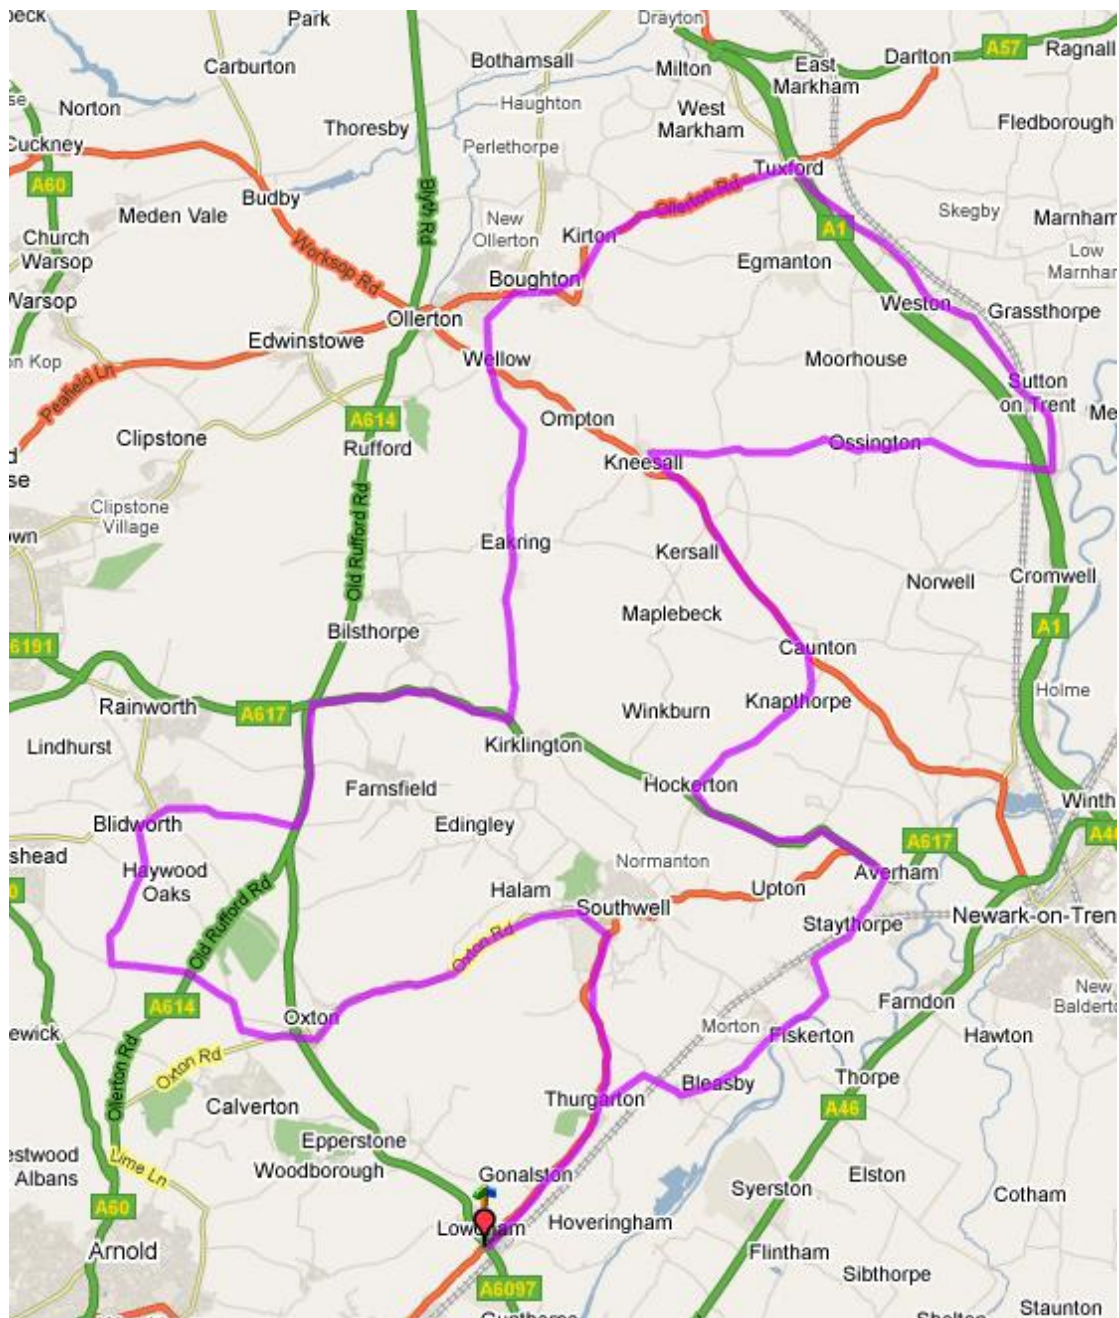 Park
Drayton
Carburton
Bothamsall
Milton
East
Markham
Darlton
A57
Ragnall
Norton
Haughton
West
Markham
Fledborough
Thoresby
Cuckney
Perlethorpe
A60
Tuxford
Budby
Blyth Rd
Ollerton Rd
Meden Vale
New
Ollerton
Skegby
Marnham
Church
Warsop
Kirton
A1
Worksop Rd
Egmanton
Low
Marnham
Boughton
Warsop
Weston
Grassthorpe
Ollerton
Edwinstowe
Wellow
Moorhouse
Peafield Ln
Sutton
on Trent
A614
Ompton
Clipstone
Rufford
Ossington
Kneesall
Clipstone
Village
Old Rufford Rd
Eakring
Kersall
Norwell
Cromwell
Maplebeck
Bilsthorpe
A1
6191
Caunton
Holme
Rainworth
A617
Knapthorpe
Winkburn
Lindhurst
Kirklington
Farnsfield
Hockerton
Blidworth
Edingley
A617
Haywood
Oaks
Normanton
Averham
Halam
Upton
Old Rufford Rd
Southwell
Staythorpe
Newark-on-Tren
Oxton Rd
A614
New
Balderto
Farndon
Oxton
Morton
Hawton
Fiskerton
Oxton Rd
Ollerton Rd
Bleasby
Thorpe
Calverton
Thurgarton
A46
Epperstone
Woodborough
Lime Ln
Albans
Gonalston
Elston
Syerston
Cotham
A60
Lowdham
Hoveringham
Arnold
Flintham
Sibthorpe
A6097
Staunton